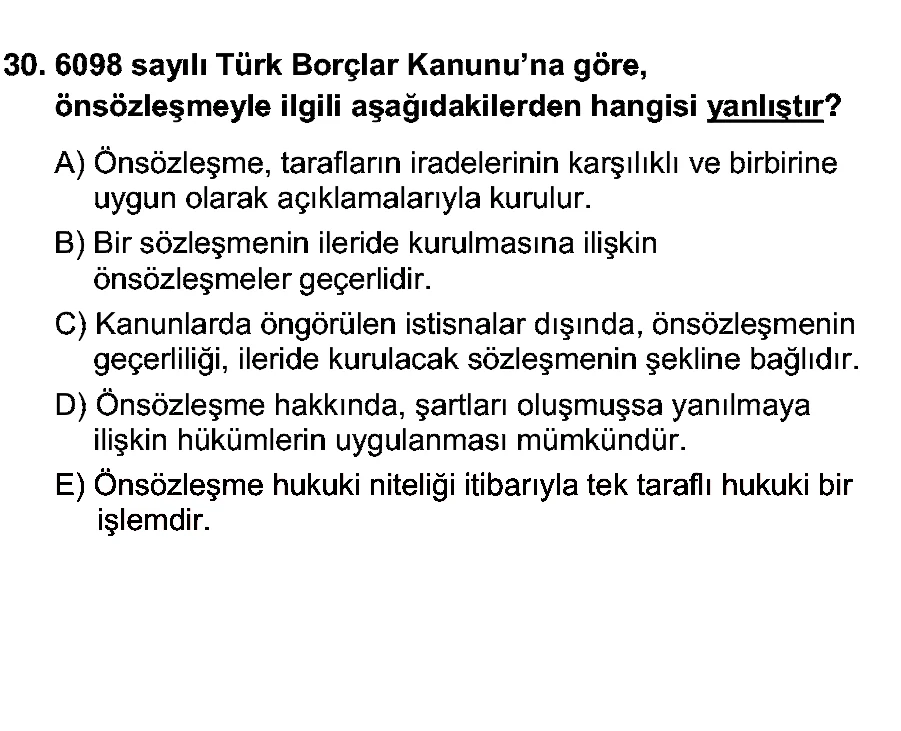 30. 6098 sayılı Türk Borçlar Kanunu’na göre,
önsözleşmeyle ilgili aşağıdakilerden hangisi yanlıştır?
A) Önsözleşme, tarafların iradelerinin karşılıklı ve birbirine
uygun olarak açıklamalarıyla kurulur.
B) Bir sözleşmenin ileride kurulmasına ilişkin
önsözleşmeler geçerlidir.
C) Kanunlarda öngörülen istisnalar dışında, önsözleşmenin
geçerliliği, ileride kurulacak sözleşmenin şekline bağlıdır.
D) Önsözleşme hakkında, şartları oluşmuşsa yanılmaya
ilişkin hükümlerin uygulanması mümkündür.
E) Önsözleşme hukuki niteliği itibarıyla tek taraflı hukuki bir
işlemdir.